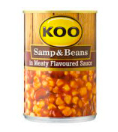 KOO
Samp & Beans
in Meaty Flavoured Sauce